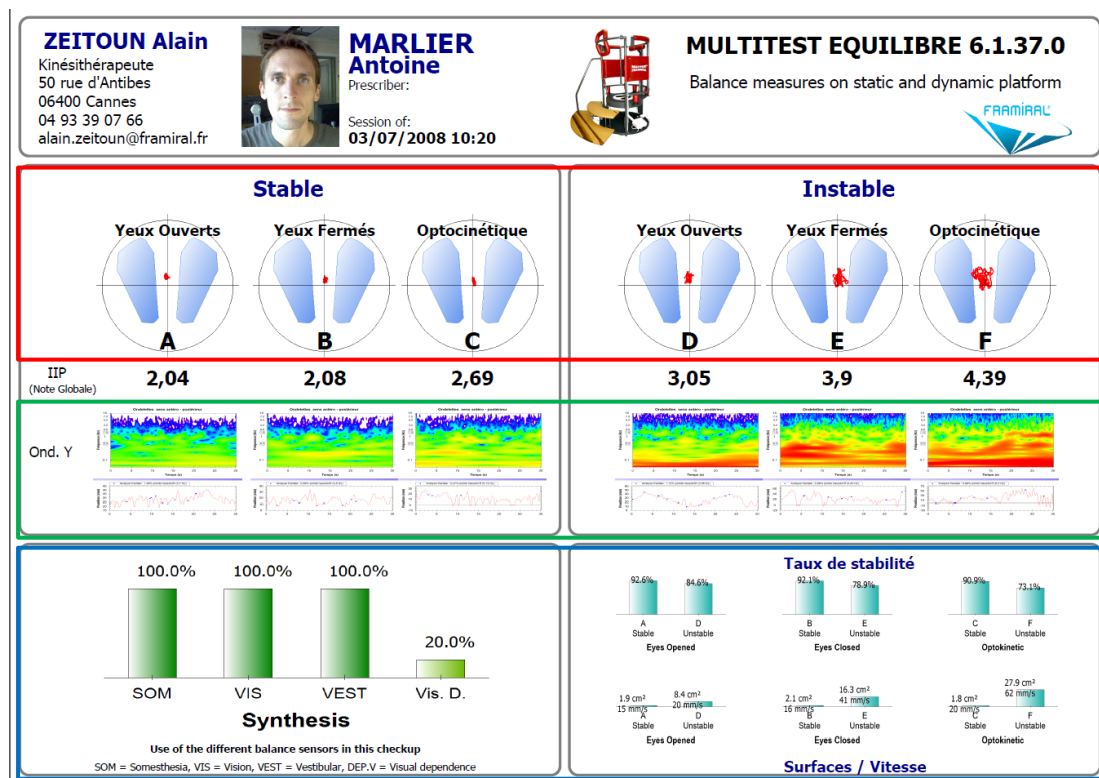 ZEITOUN Alain
Kinésithérapeute
50 rue d'Antibes
06400 Cannes
04 93 39 07 66
alain.zeitoun@framiral.fr
MARLIER
Antoine
Prescriber:
Session of:
03/07/2008 10:20
MULTITEST EQUILIBRE 6.1.37.0
Balance measures on static and dynamic platform
FRAMIRAL
Stable
Yeux Ouverts Yeux Fermés Optocinétique
A B C
Instable
Yeux Ouverts Yeux Fermés Optocinétique
D E F
IIP
(Note Globale)
2,04 2,08 2,69 3,05 3,9 4,39
Ond. Y
100.0% 100.0% 100.0% 20.0%
SOM VIS VEST Vis. D.
Synthesis
Use of the different balance sensors in this checkup
SOM = Somesthesia, VIS = Vision, VEST = Vestibular, DEP.V = Visual dependence
Taux de stabilité
92.6% 84.6% 92.1% 78.9% 90.9% 73.1%
A D B E C F
Stable Unstable Stable Unstable Stable Unstable
Eyes Opened Eyes Closed Optokinetic
1.9 cm² 8.4 cm² 2.1 cm² 16.3 cm² 1.8 cm² 27.9 cm²
15 mm/s 20 mm/s 16 mm/s 41 mm/s 20 mm/s 62 mm/s
A D B E C F
Stable Unstable Stable Unstable Stable Unstable
Eyes Opened Eyes Closed Optokinetic
Surfaces / Vitesse